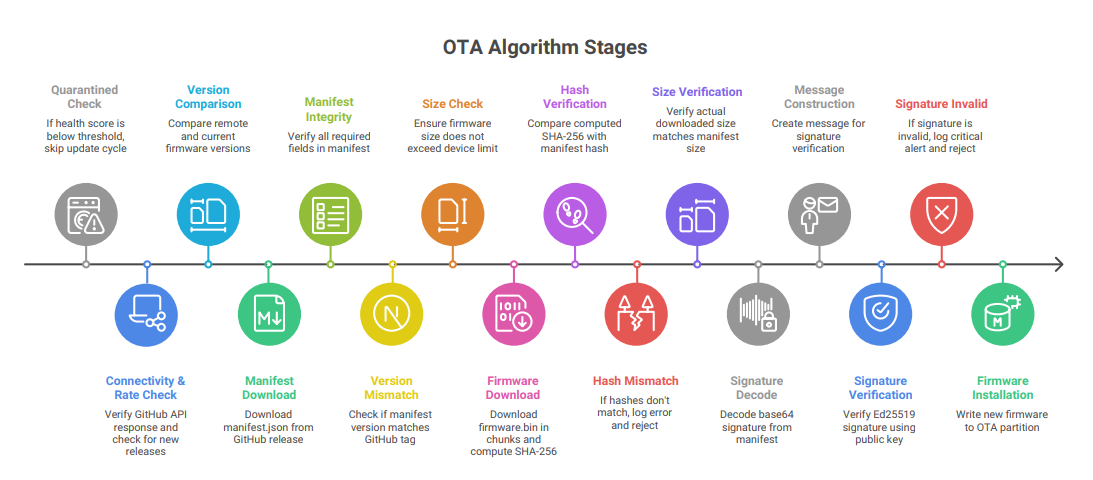 OTA Algorithm Stages
Quarantined
Check
If health score is
below threshold,
skip update cycle
Connectivity &
Rate Check
Verify GitHub API
response and
check for new
releases
Version
Comparison
Compare remote
and current
firmware versions
Manifest
Download
Download
manifest.json from
GitHub release
Manifest
Integrity
Verify all required
fields in manifest
Version
Mismatch
Check if manifest
version matches
GitHub tag
Size Check
Ensure firmware
size does not
exceed device limit
Firmware
Download
Download
firmware.bin in
chunks and
compute SHA-256
Hash
Verification
Compare computed
SHA-256 with
manifest hash
Hash Mismatch
If hashes don't
match, log error
and reject
Size Verification
Verify actual
downloaded size
matches manifest
size
Signature
Decode
Decode base64
signature from
manifest
Message
Construction
Create message for
signature
verification
Signature
Verification
Verify Ed25519
signature using
public key
Signature Invalid
If signature is
invalid, log critical
alert and reject
Firmware
Installation
Write new firmware
to OTA partition
M
N
1011
01
M